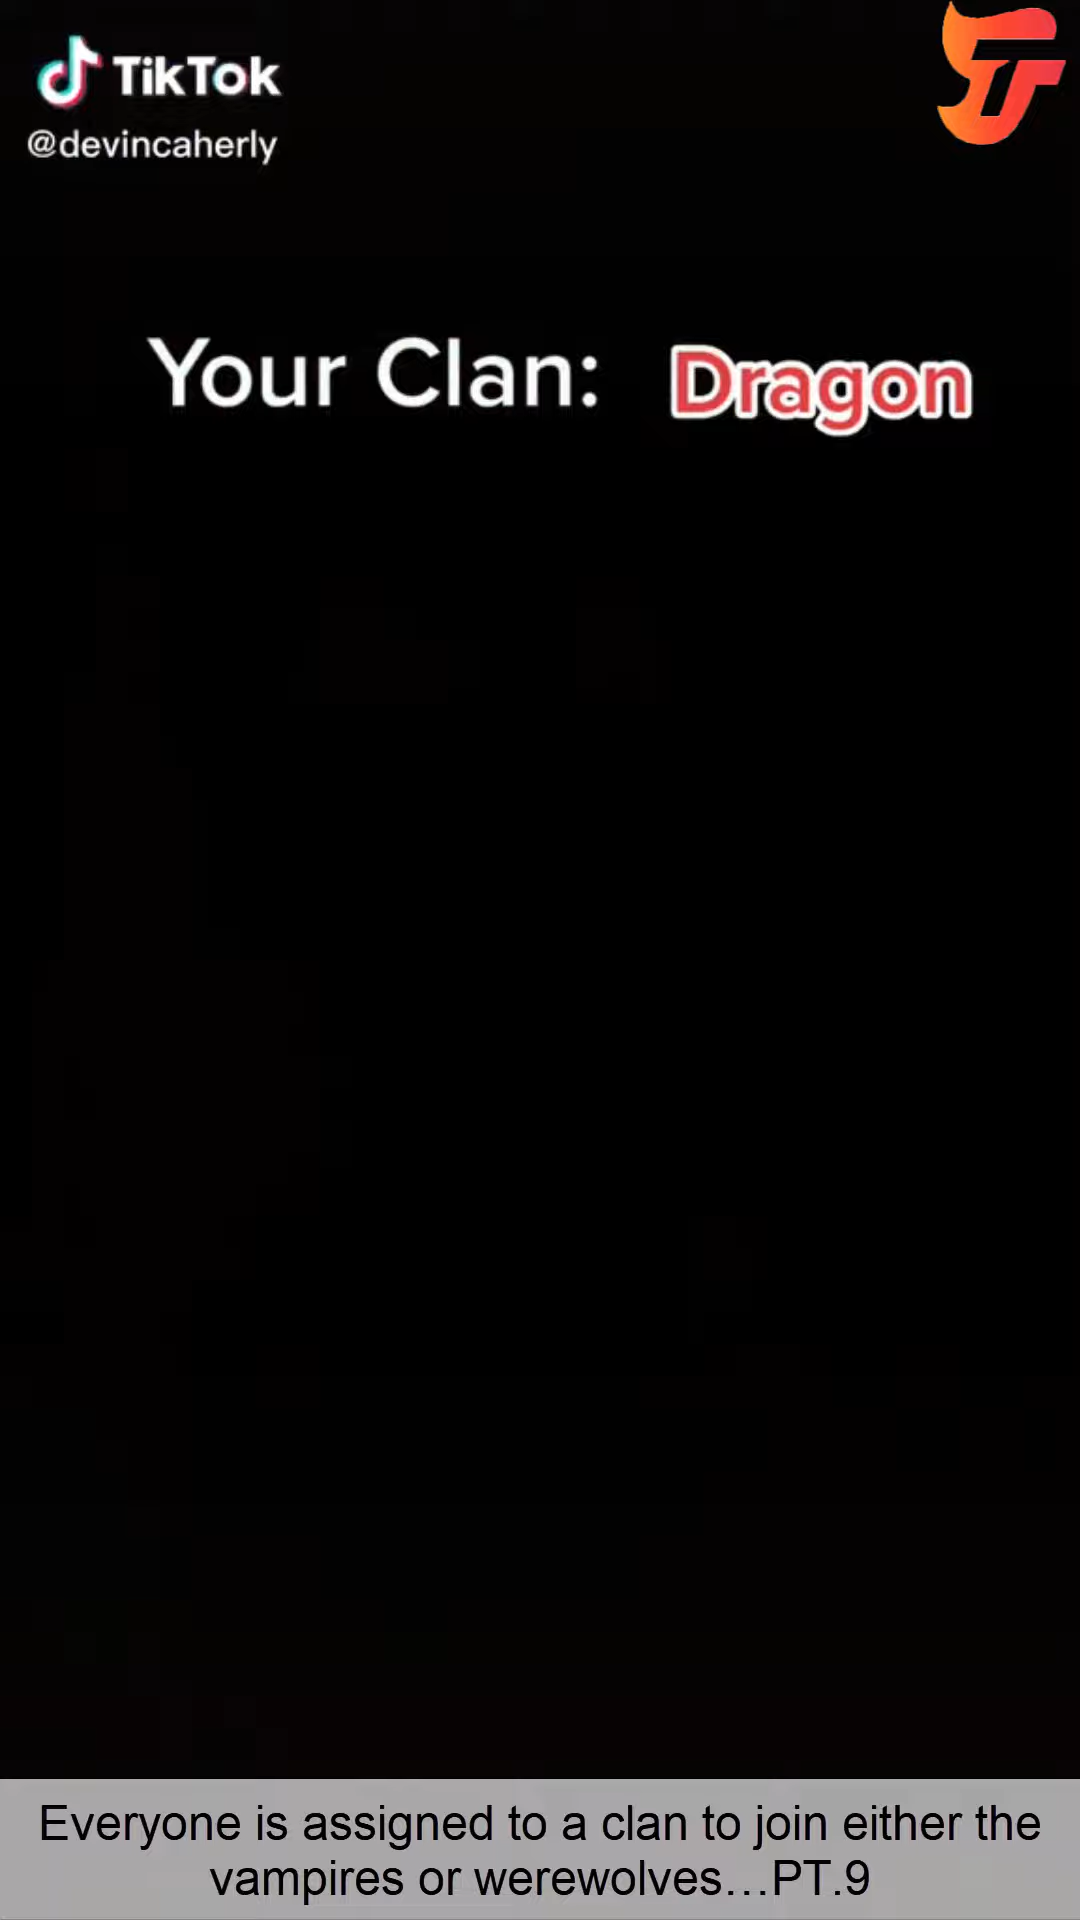 TikTok
@devincaherly
Your Clan: Dragon
Everyone is assigned to a clan to join either the
vampires or werewolves...PT.9